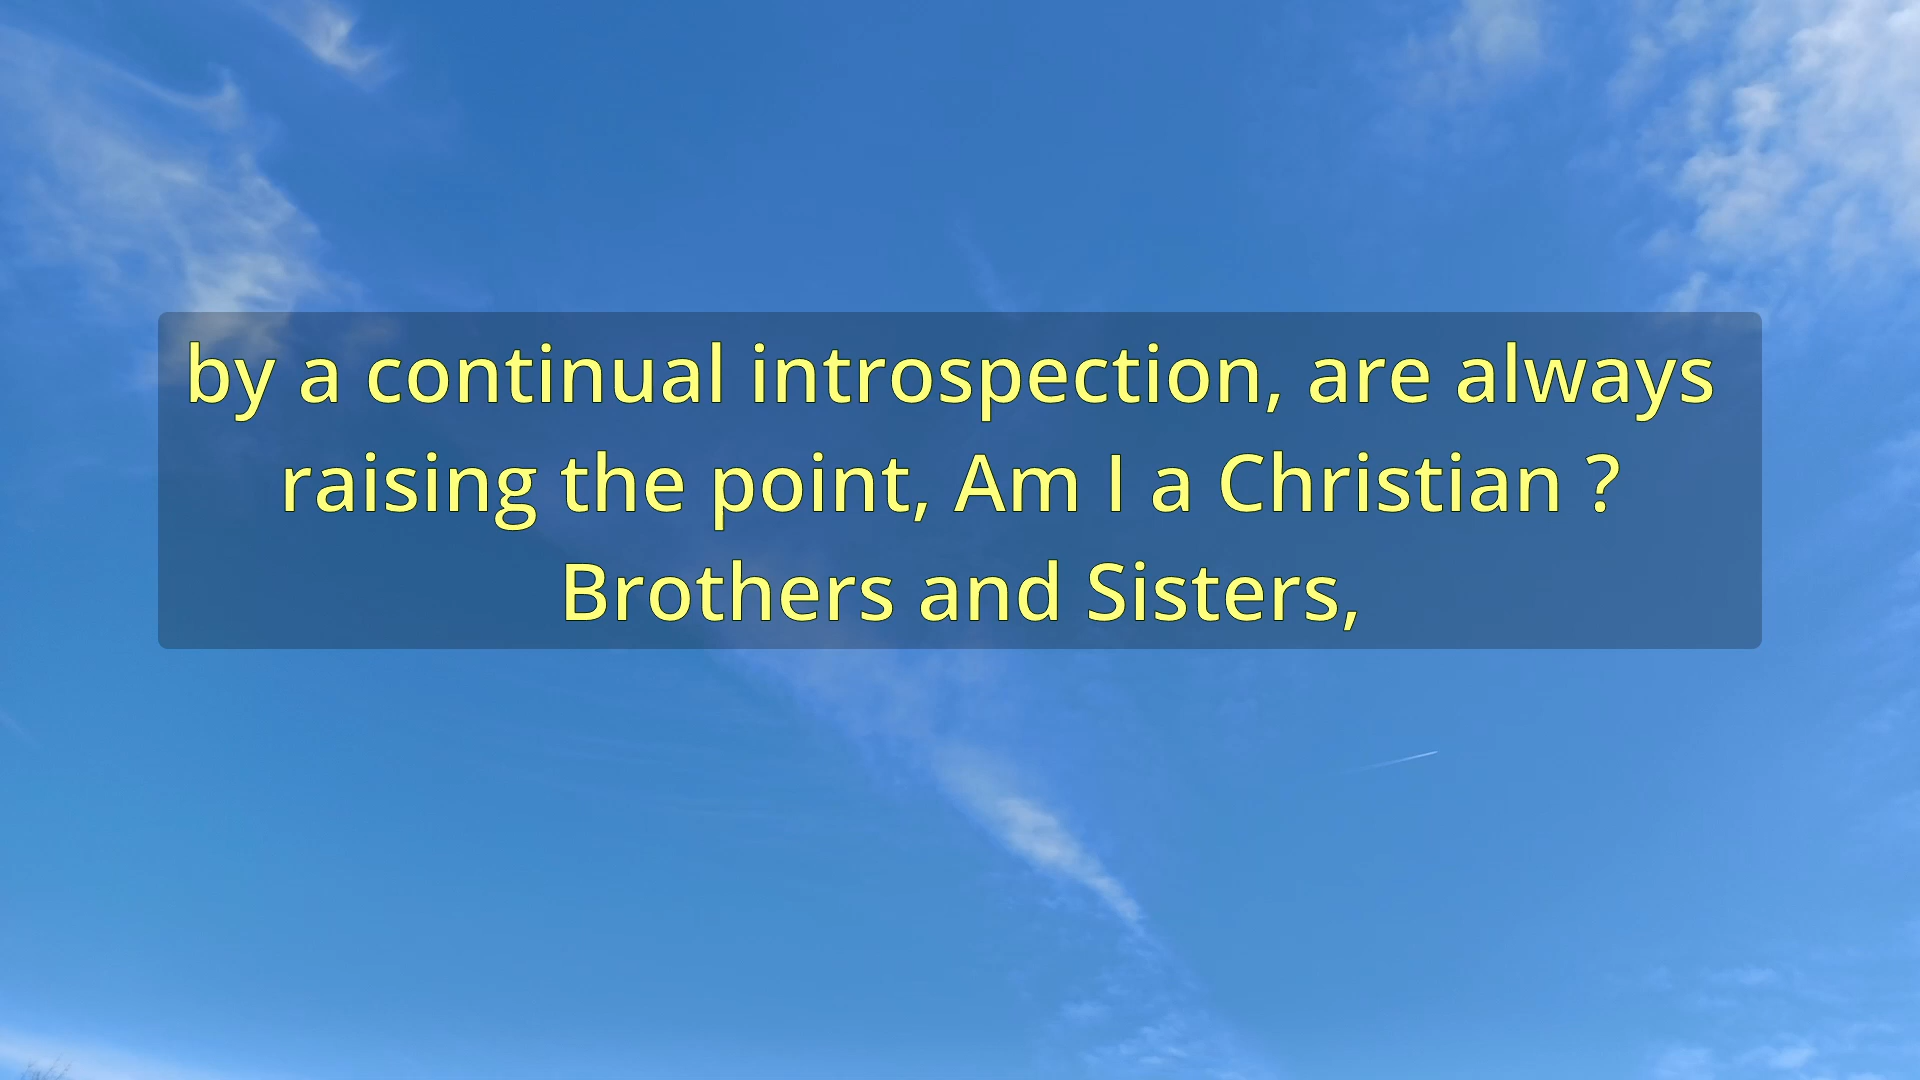 by a continual introspection, are always
raising the point, Am I a Christian ?
Brothers and Sisters,